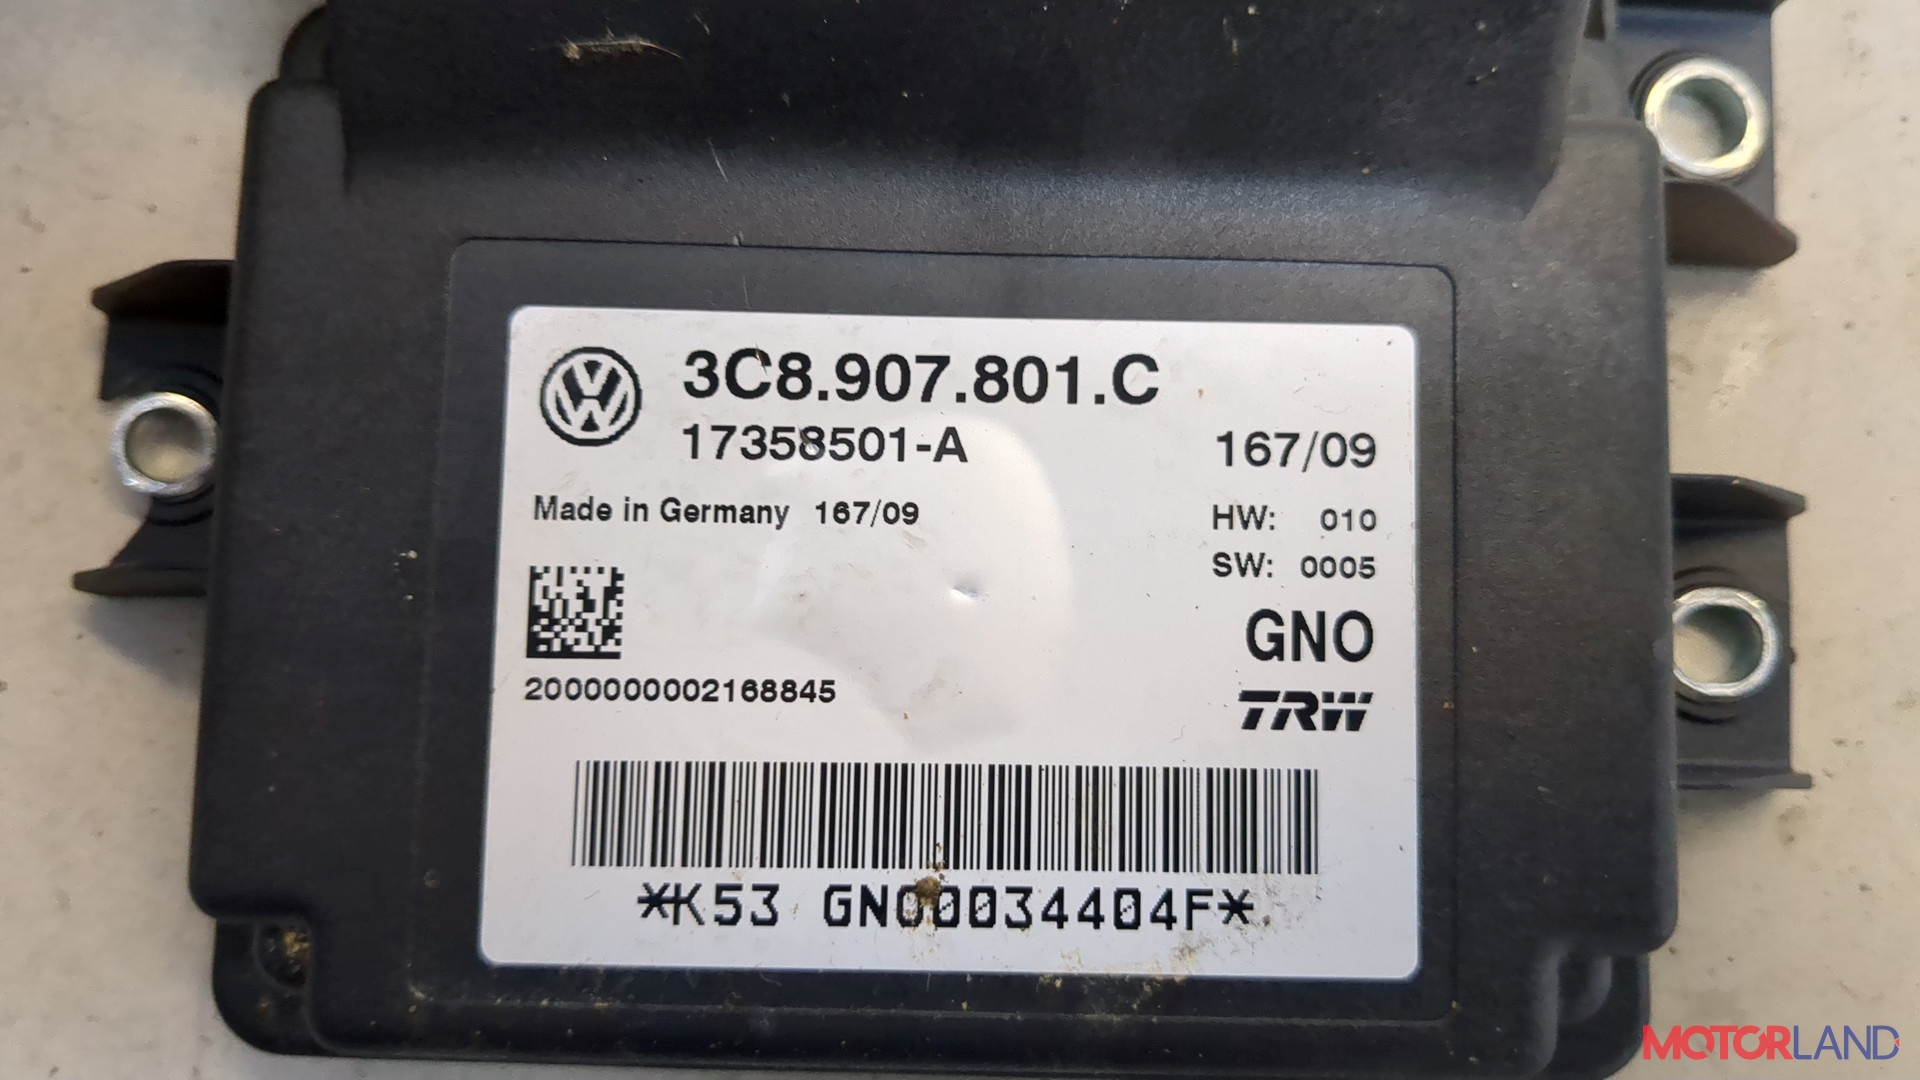 3C8.907.801.C
17358501-A 167/09
Made in Germany 167/09 HW: 010
SW: 0005
GNO
2000000002168845 TRW
*K53 GNO0034404F*
MOTORLAND